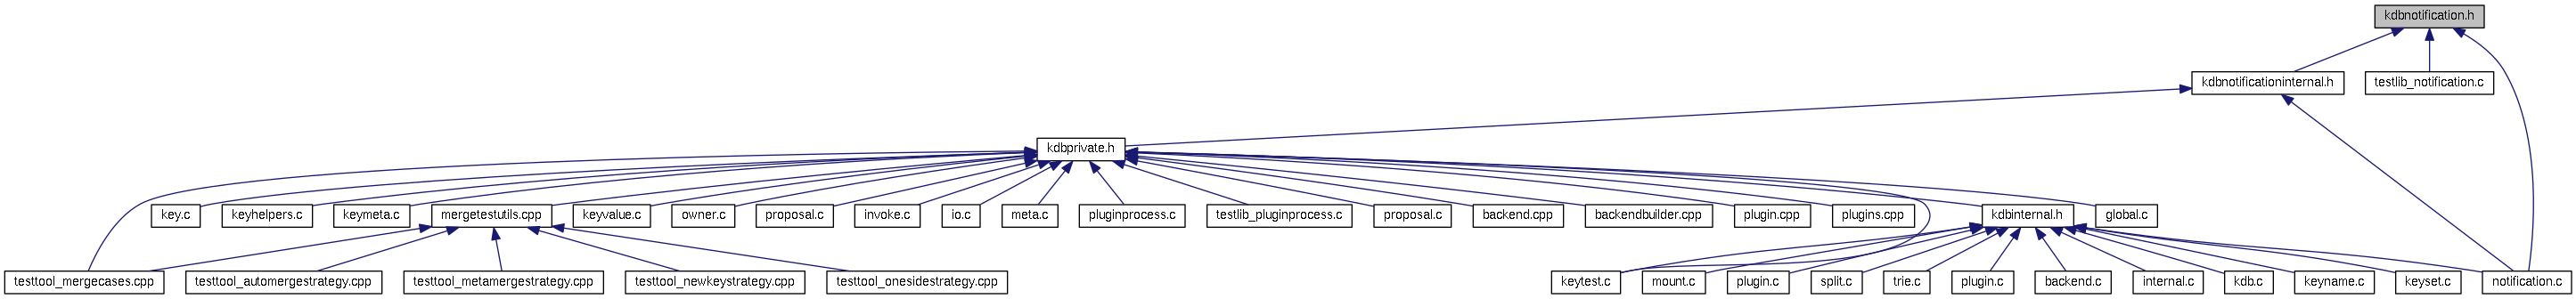 kdbnotification.h
kdbnotificationinternal.h
testlib_notification.c
kdbprivate.h
key.c
keyhelpers.c
keymeta.c
mergetestutils.cpp
keyvalue.c
owner.c
proposal.c
invoke.c
io.c
meta.c
pluginprocess.c
testlib_pluginprocess.c
proposal.c
backend.cpp
backendbuilder.cpp
plugin.cpp
plugins.cpp
kdbinternal.h
global.c
testtool_mergecases.cpp
testtool_automergestrategy.cpp
testtool_metamergestrategy.cpp
testtool_newkeystrategy.cpp
testtool_onesidestrategy.cpp
keytest.c
mount.c
plugin.c
split.c
trie.c
plugin.c
backend.c
internal.c
kdb.c
keyname.c
keyset.c
notification.c